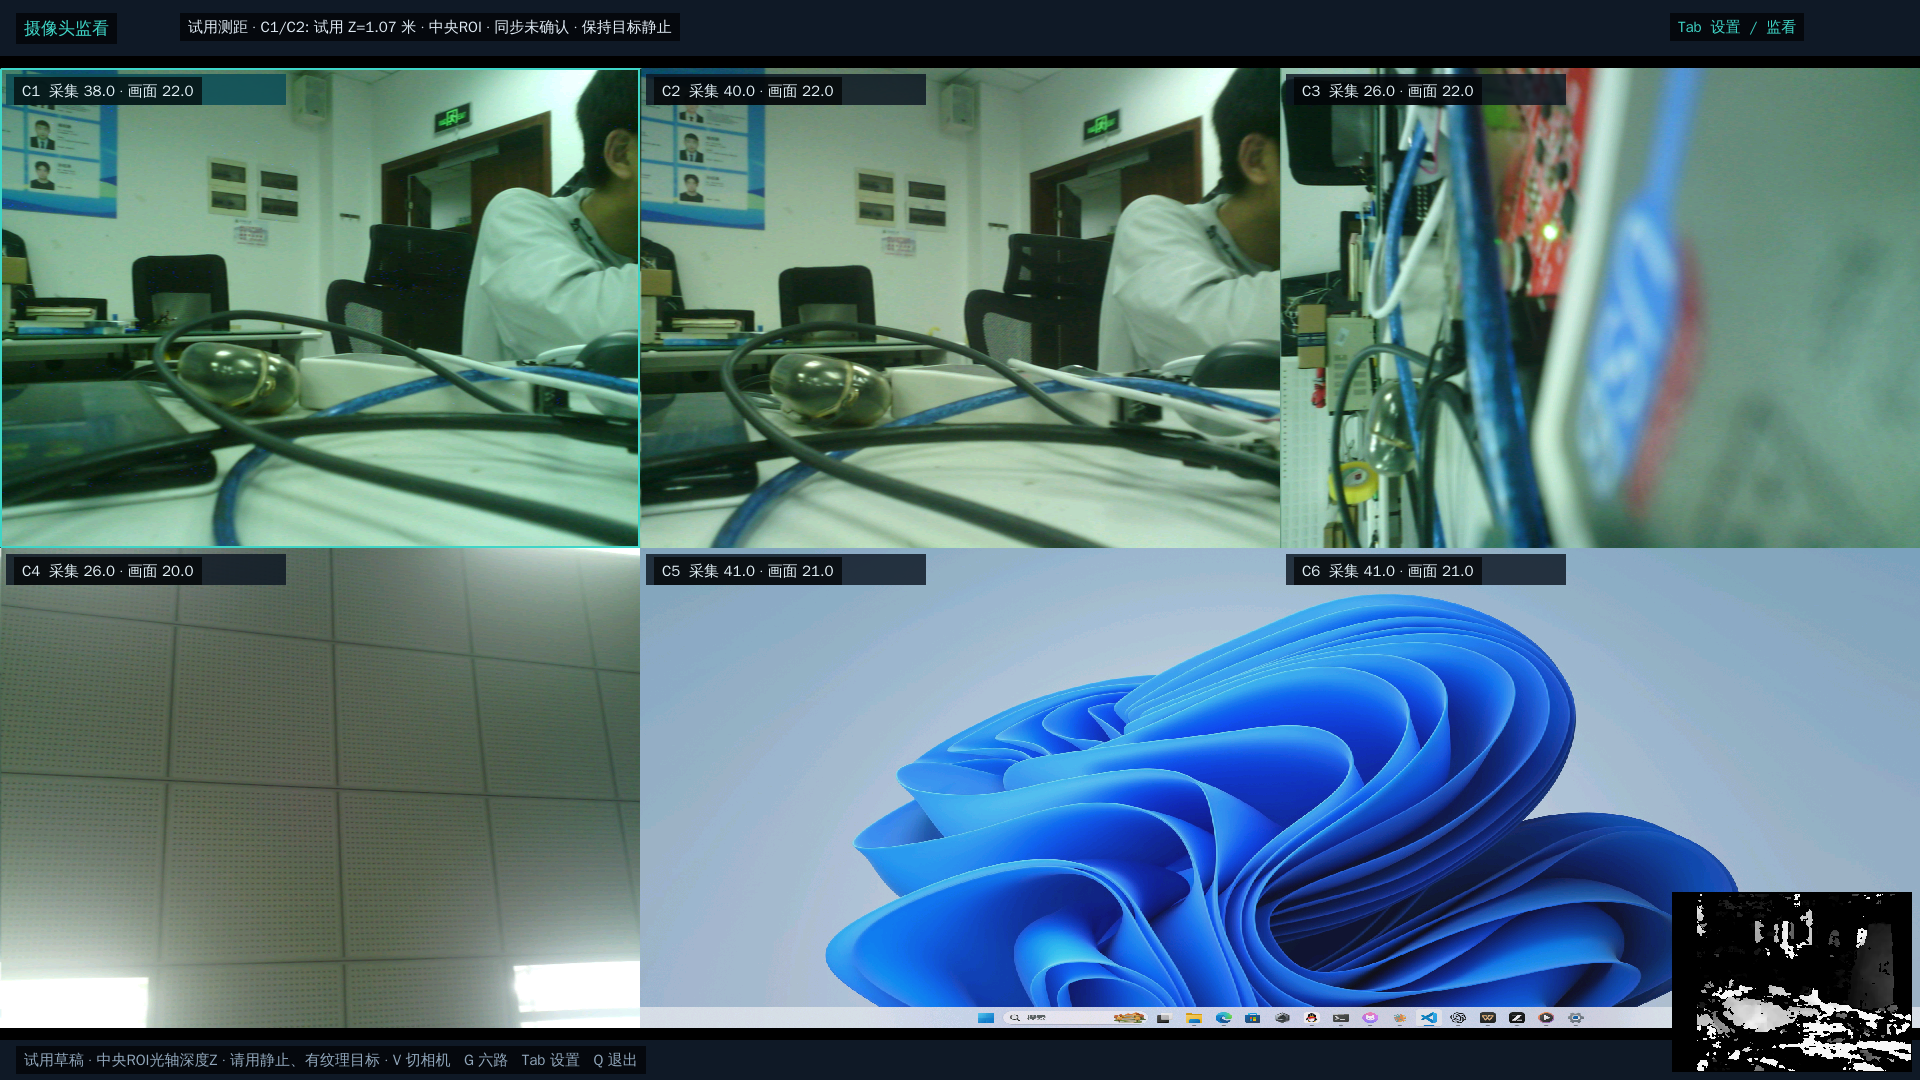 摄像头监看
试用测距 · C1/C2: 试用 Z=1.07 米 · 中央ROI · 同步未确认 · 保持目标静止
Tab 设置 / 监看
C1 采集 38.0 · 画面 22.0
C2 采集 40.0 · 画面 22.0
C3 采集 26.0 · 画面 22.0
C4 采集 26.0 · 画面 20.0
C5 采集 41.0 · 画面 21.0
C6 采集 41.0 · 画面 21.0
搜索
试用草稿 · 中央ROI光轴深度Z · 请用静止、有纹理目标 · V 切相机 G 六路 Tab 设置 Q 退出